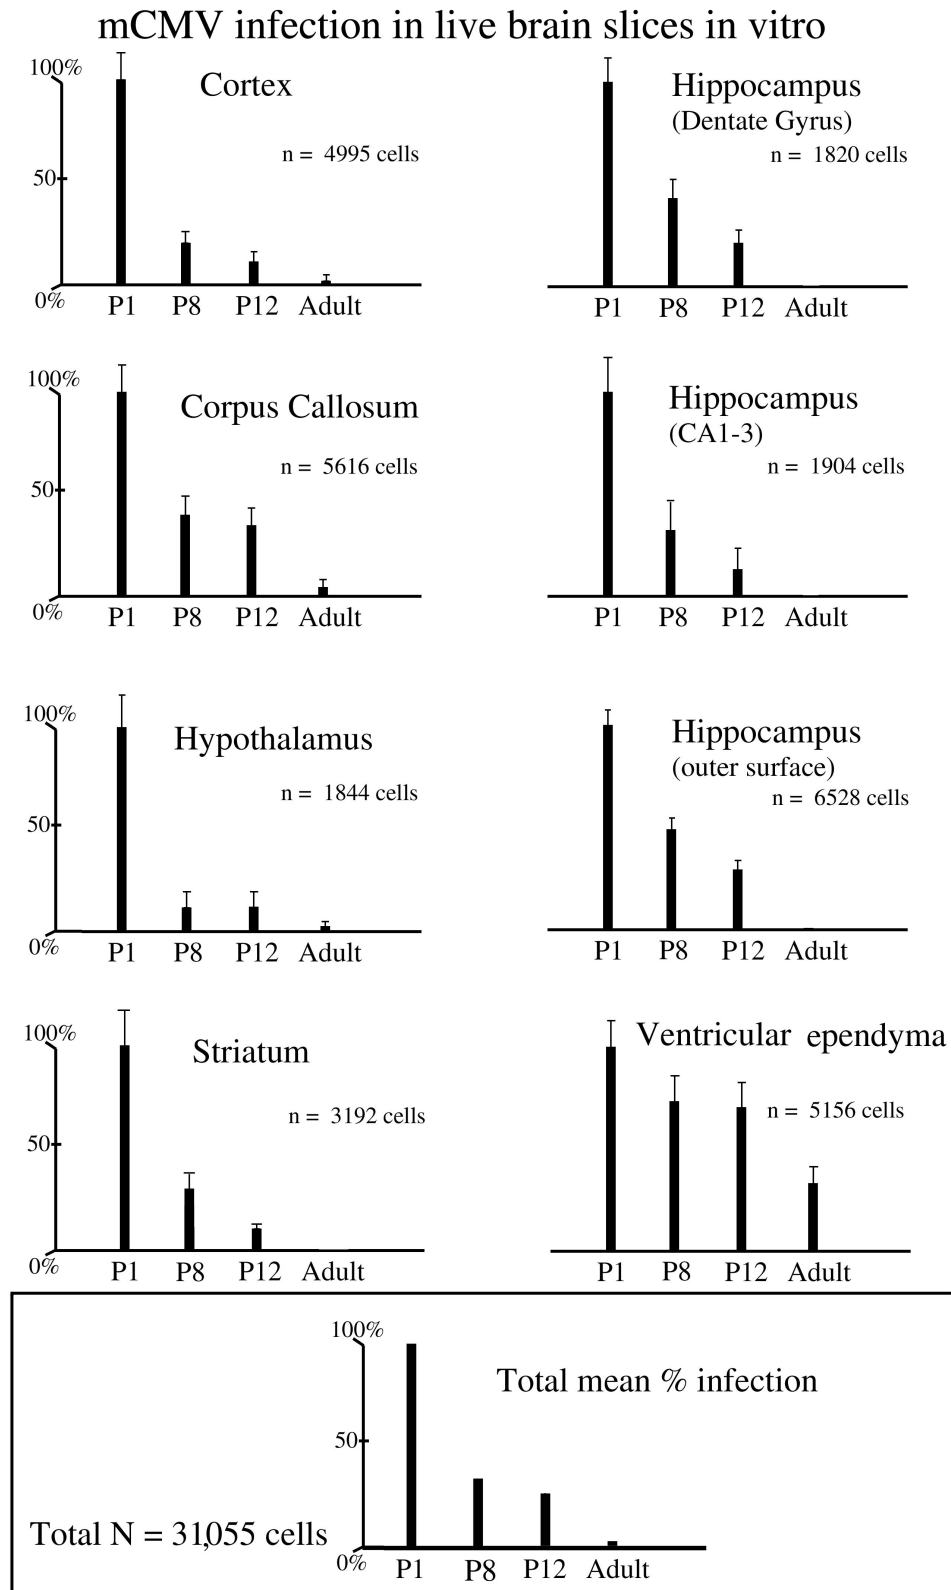 mCMV infection in live brain slices in vitro
100%
Cortex
n = 4995 cells
50
0%
P1 P8 P12 Adult
Hippocampus
(Dentate Gyrus)
n = 1820 cells
P1 P8 P12 Adult
100%
Corpus Callosum
n = 5616 cells
50
0%
P1 P8 P12 Adult
Hippocampus
(CA1-3)
n = 1904 cells
P1 P8 P12 Adult
100%
Hypothalamus
n = 1844 cells
50
0%
P1 P8 P12 Adult
Hippocampus
(outer surface)
n = 6528 cells
P1 P8 P12 Adult
100%
Striatum
n = 3192 cells
50
0%
P1 P8 P12 Adult
Ventricular ependyma
n = 5156 cells
P1 P8 P12 Adult
100%
Total mean % infection
50
Total N = 31,055 cells
0%
P1 P8 P12 Adult